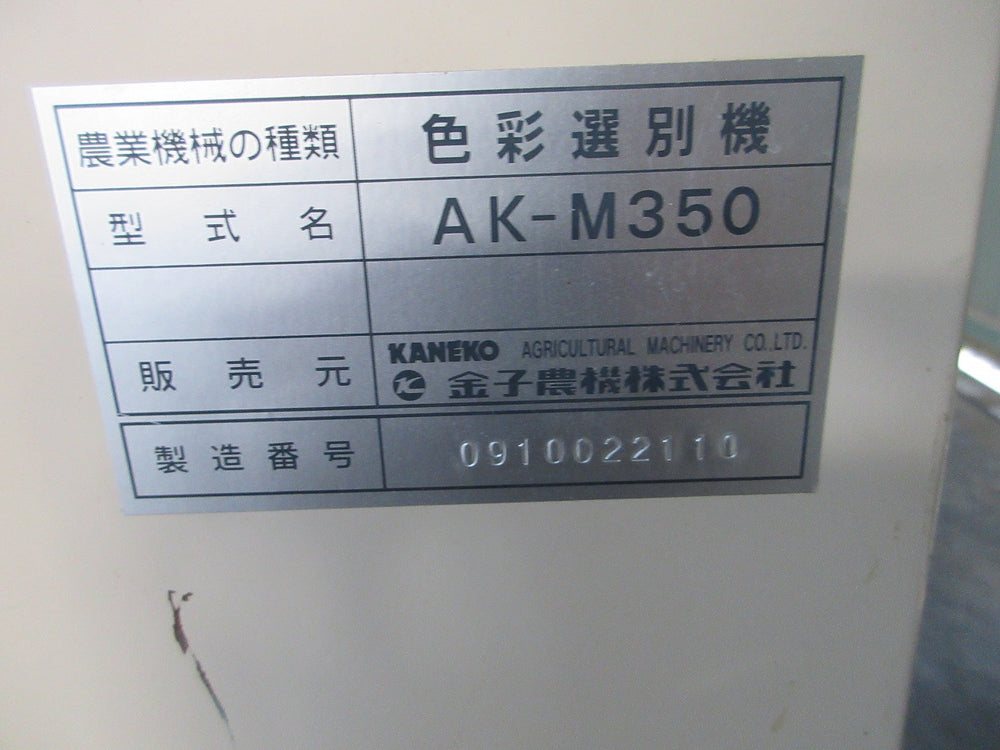 農業機械の種類 色彩選別機
型式名 AK-M350
販売元 KANEKO AGRICULTURAL MACHINERY CO.,LTD.
金子農機株式会社
製造番号 0910022110